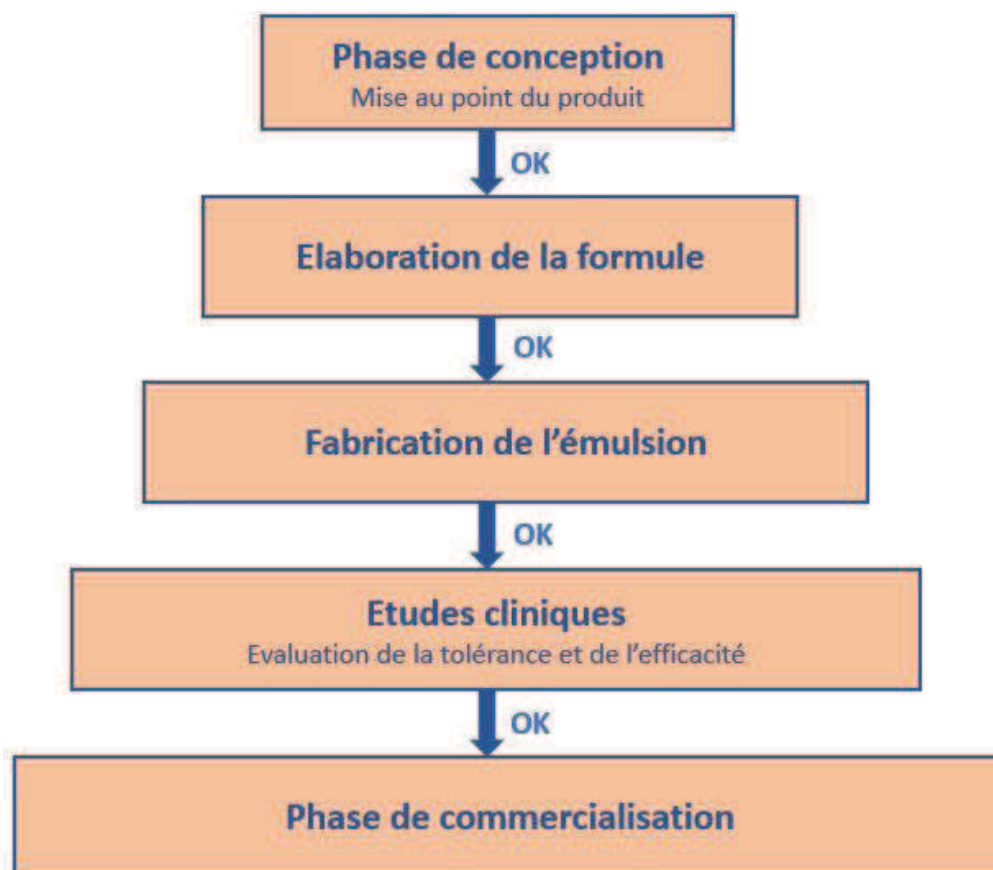 Phase de conception
Mise au point du produit
OK
Elaboration de la formule
OK
Fabrication de l’émulsion
OK
Etudes cliniques
Evaluation de la tolérance et de l’efficacité
OK
Phase de commercialisation